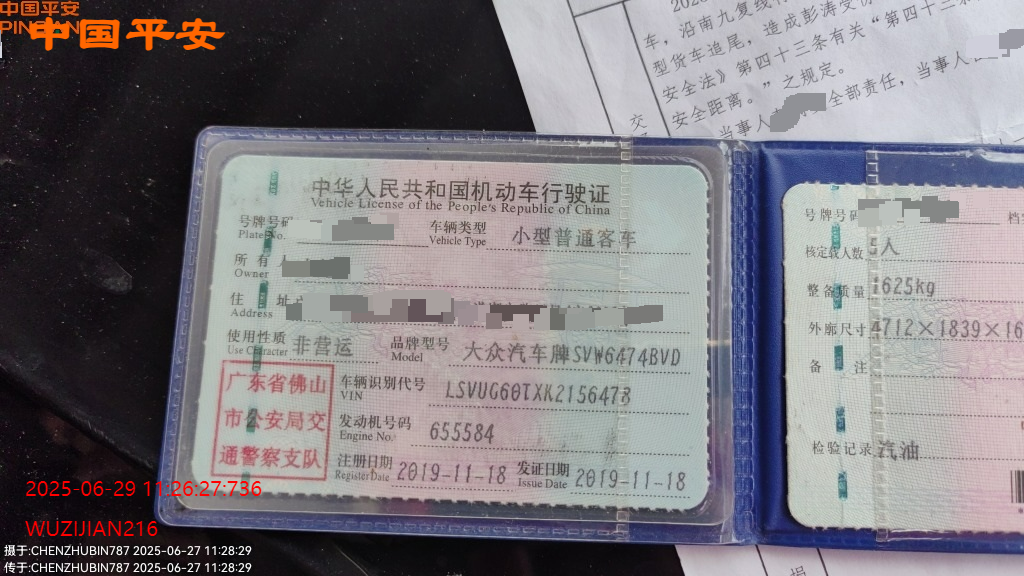 中国平安
中国平安
2025-06-29 11:26:27:736
WUZIJIAN216
摄于:CHENZHUBIN787 2025-06-27 11:28:29
传于:CHENZHUBIN787 2025-06-27 11:28:29
车，沿南九复线
型货车追尾，造成彭涛受
安全法》第四十三条有关“第四十三条
安全距离。”之规定。
当事人 全部责任，当事人
交
中华人民共和国机动车行驶证
Vehicle License of the People's Republic of China
号牌号码
Plate No.
车辆类型 小型普通客车
Vehicle Type
所有人
Owner
住址
Address
使用性质 非营运
Use Character
品牌型号 大众汽车牌SVW6474BVD
Model
广东省佛山
市公安局交
通警察支队
车辆识别代号 LSVUG60TXK2156473
VIN
发动机号码 655584
Engine No.
注册日期 2019-11-18
Register Date
发证日期 2019-11-18
Issue Date
号牌号码
核定载人数 5人
整备质量 1625kg
外廓尺寸 4712×1839×16
备注
检验记录 汽油